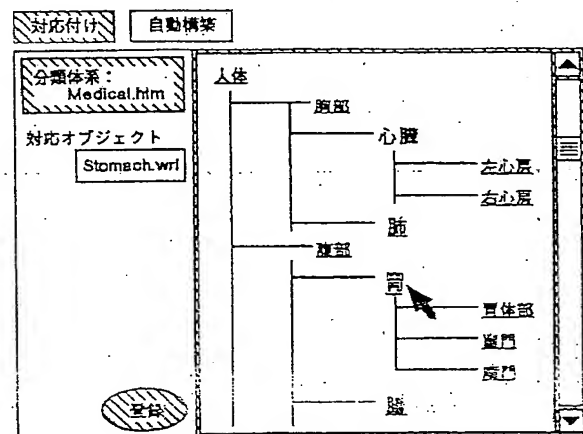 対応付け 自動構築
分類体系：
Medical.htm
対応オブジェクト
Stomach.wrl
登録
人体
胸部
心臓
左心房
右心房
肺
腹部
胃
胃体部
門
門
腸